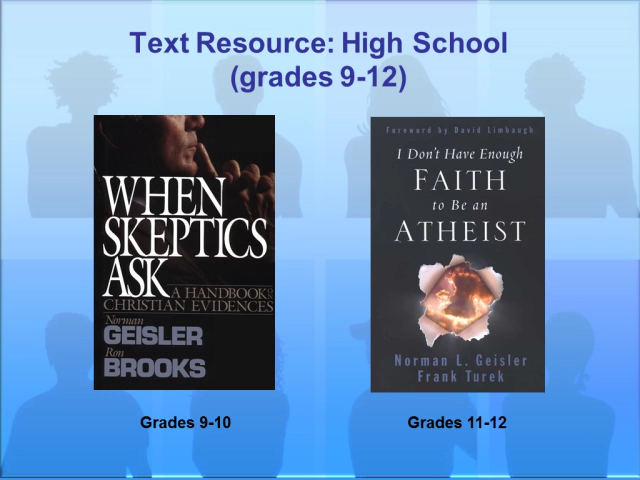 Text Resource: High School
(grades 9-12)
WHEN
SKEPTICS
ASK
A HANDBOOK ON
CHRISTIAN EVIDENCES
Norman
GEISLER
Ron
BROOKS
Grades 9-10
Foreword by David Limbaugh
I Don't Have Enough
FAITH
to Be an
ATHEIST
Norman L. Geisler
Frank Turek
Grades 11-12